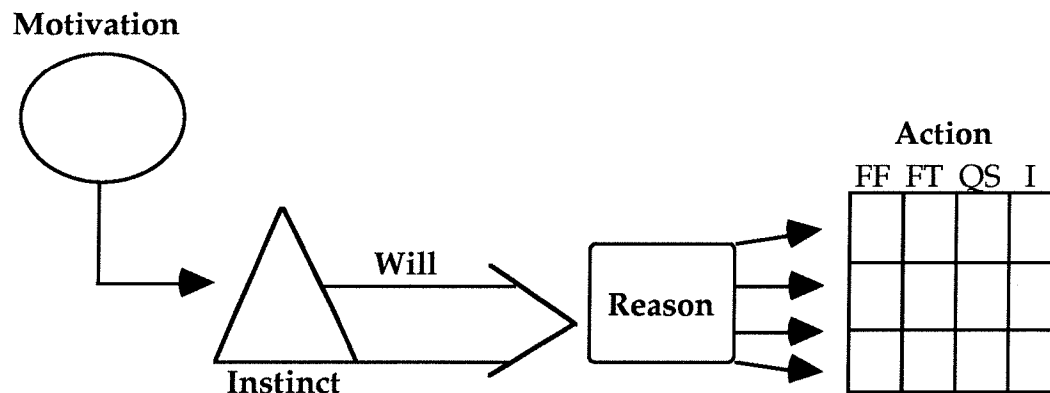 Motivation
Action
FF FT QS I
Will
Reason
Instinct